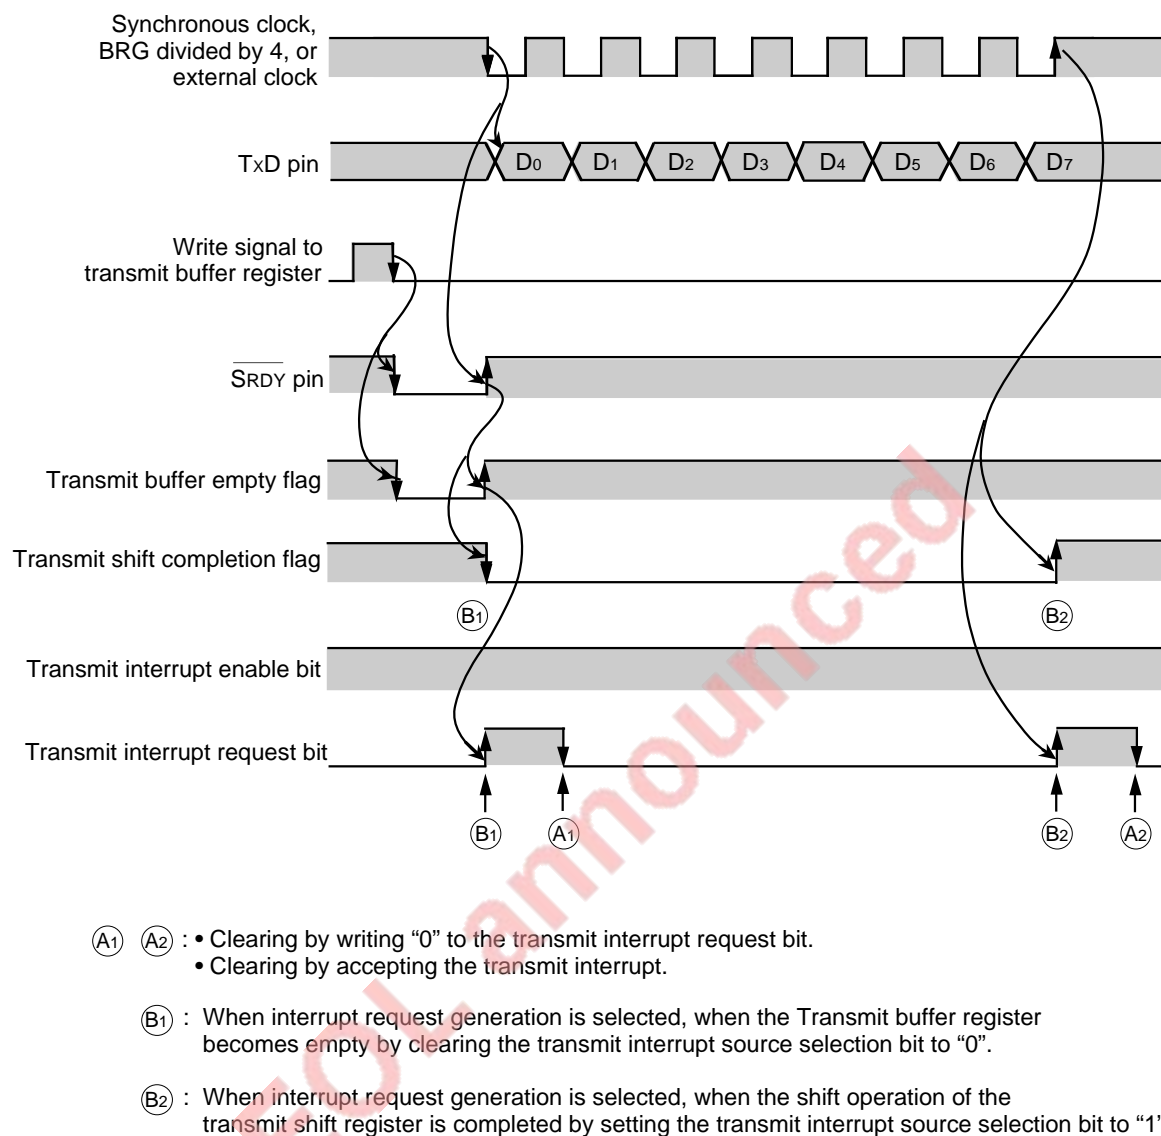 Synchronous clock,
BRG divided by 4, or
external clock
TxD pin
D0 D1 D2 D3 D4 D5 D6 D7
Write signal to
transmit buffer register
SRDY pin
Transmit buffer empty flag
Transmit shift completion flag
B1 B2
Transmit interrupt enable bit
Transmit interrupt request bit
B1 A1 B2 A2
A1 A2 : • Clearing by writing “0” to the transmit interrupt request bit.
• Clearing by accepting the transmit interrupt.
B1 : When interrupt request generation is selected, when the Transmit buffer register
becomes empty by clearing the transmit interrupt source selection bit to “0”.
B2 : When interrupt request generation is selected, when the shift operation of the
transmit shift register is completed by setting the transmit interrupt source selection bit to “1”
EOL announced